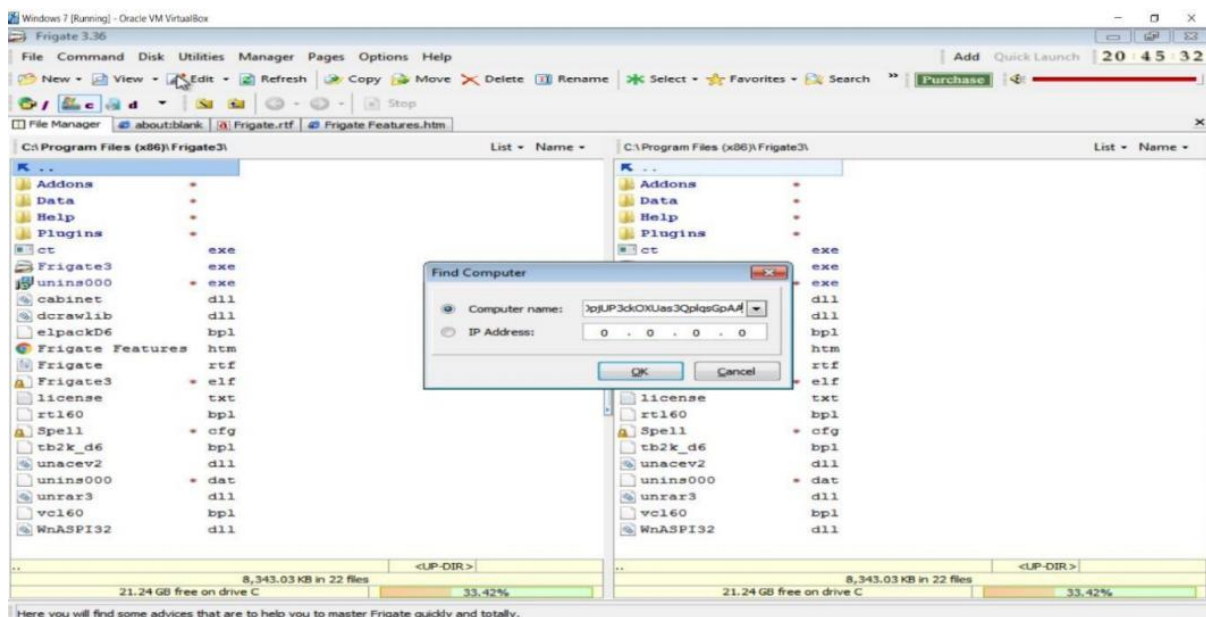 Windows 7 [Running] - Oracle VM VirtualBox
Frigate 3.36
File Command Disk Utilities Manager Pages Options Help
Add Quick Launch 20 45 32
New View Edit Refresh Copy Move Delete Rename Select Favorites Search » Purchase
/ c d Stop
File Manager about:blank Frigate.rtf Frigate Features.htm
C:\Program Files (x86)\Frigate3\ List Name
..
Addons
Data
Help
Plugins
ct exe
Frigate3 exe
unins000 exe
cabinet dll
dcrawlib dll
elpackD6 bpl
Frigate Features htm
Frigate rtf
Frigate3 elf
license txt
rtl60 bpl
Spell cfg
tb2k_d6 bpl
unacev2 dll
unins000 dat
unrar3 dll
vcl60 bpl
WnASPI32 dll
.. <UP-DIR>
8,343.03 KB in 22 files
21.24 GB free on drive C 33.42%
C:\Program Files (x86)\Frigate3\ List Name
..
Addons
Data
Help
Plugins
ct exe
exe
exe
dll
dll
bpl
htm
rtf
elf
license txt
rtl60 bpl
Spell cfg
tb2k_d6 bpl
unacev2 dll
unins000 dat
unrar3 dll
vcl60 bpl
WnASPI32 dll
.. <UP-DIR>
8,343.03 KB in 22 files
21.24 GB free on drive C 33.42%
Find Computer
Computer name:
IP Address: 0 . 0 . 0 . 0
OK Cancel
Here you will find some advices that are to help you to master Frigate quickly and totally.